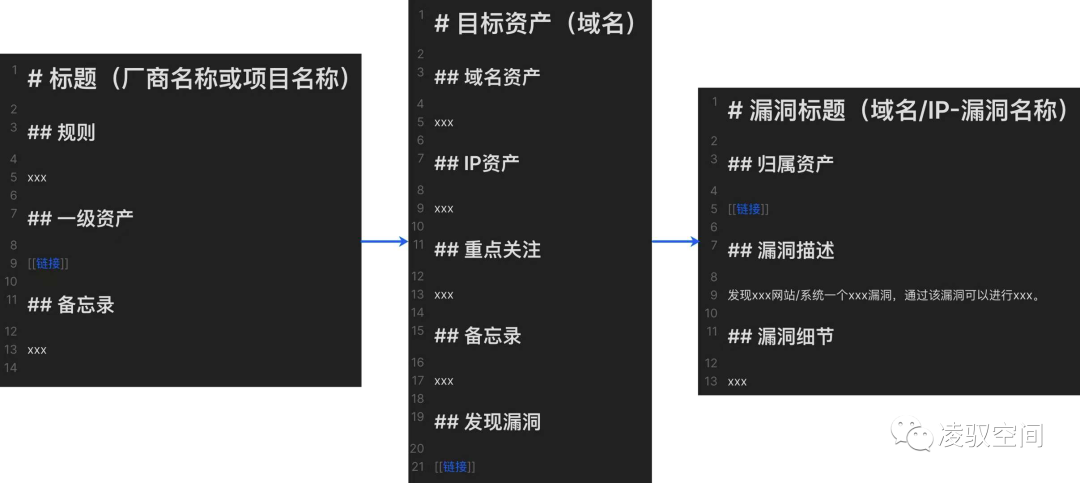 1 # 标题（厂商名称或项目名称）
2
3 ## 规则
4
5 xxx
6
7 ## 一级资产
8
9 [[链接]]
10
11 ## 备忘录
12
13 xxx
14
1 # 目标资产（域名）
2
3 ## 域名资产
4
5 xxx
6
7 ## IP资产
8
9 xxx
10
11 ## 重点关注
12
13 xxx
14
15 ## 备忘录
16
17 xxx
18
19 ## 发现漏洞
20
21 [[链接]]
1 # 漏洞标题（域名/IP-漏洞名称）
2
3 ## 归属资产
4
5 [[链接]]
6
7 ## 漏洞描述
8
9 发现xxx网站/系统一个xxx漏洞，通过该漏洞可以进行xxx。
10
11 ## 漏洞细节
12
13 xxx
凌驭空间